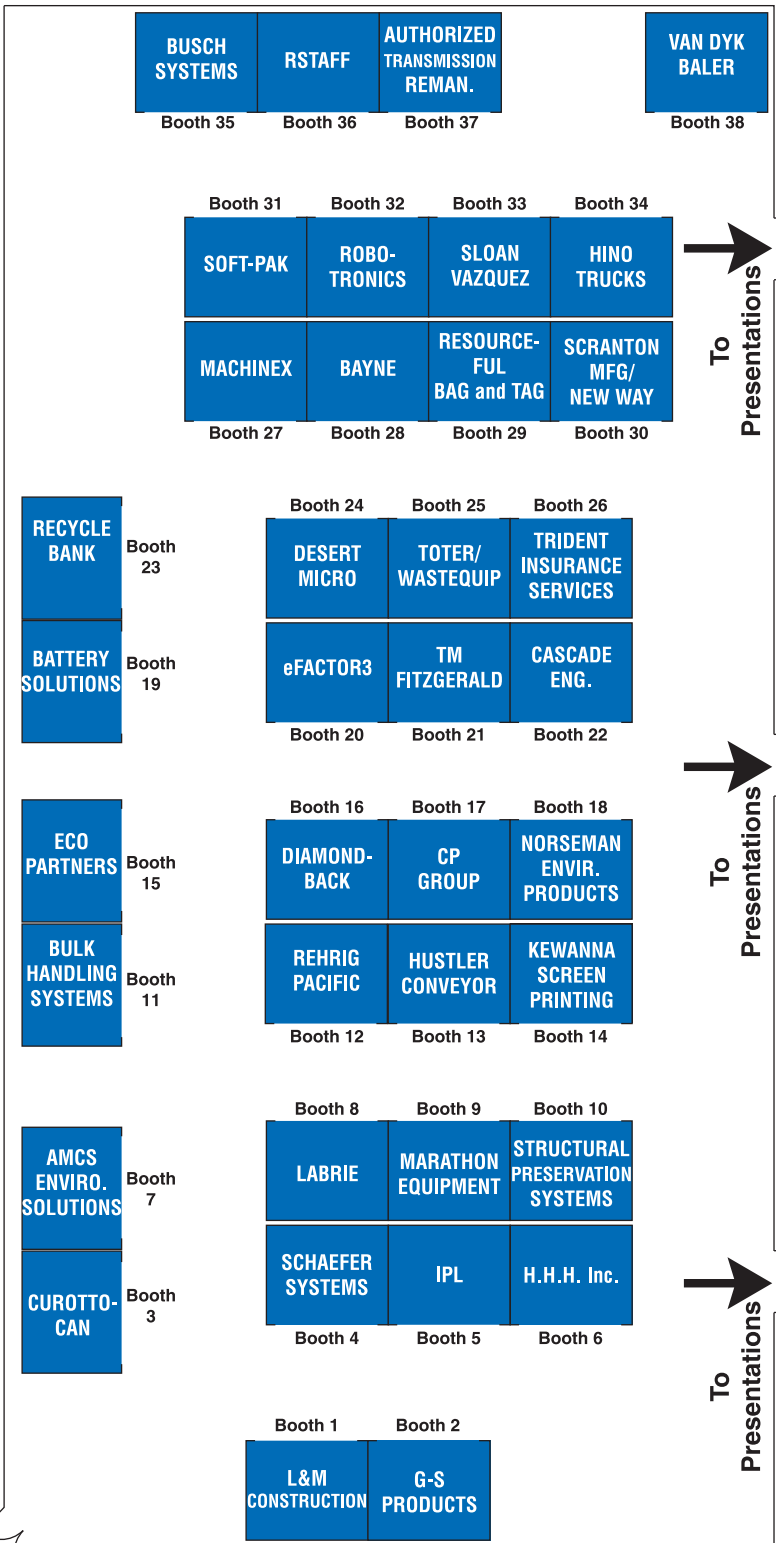 BUSCH
SYSTEMS
RSTAFF
AUTHORIZED
TRANSMISSION
REMAN.
VAN DYK
BALER
Booth 35
Booth 36
Booth 37
Booth 38
Booth 31
Booth 32
Booth 33
Booth 34
SOFT-PAK
ROBO-
TRONICS
SLOAN
VAZQUEZ
HINO
TRUCKS
To
Presentations
MACHINEX
BAYNE
RESOURCE-
FUL
BAG and TAG
SCRANTON
MFG/
NEW WAY
Booth 27
Booth 28
Booth 29
Booth 30
RECYCLE
BANK
Booth
23
Booth 24
Booth 25
Booth 26
DESERT
MICRO
TOTER/
WASTEQUIP
TRIDENT
INSURANCE
SERVICES
BATTERY
SOLUTIONS
Booth
19
eFACTOR3
TM
FITZGERALD
CASCADE
ENG.
Booth 20
Booth 21
Booth 22
To
Presentations
ECO
PARTNERS
Booth
15
Booth 16
Booth 17
Booth 18
DIAMOND-
BACK
CP
GROUP
NORSEMAN
ENVIR.
PRODUCTS
BULK
HANDLING
SYSTEMS
Booth
11
REHRIG
PACIFIC
HUSTLER
CONVEYOR
KEWANNA
SCREEN
PRINTING
Booth 12
Booth 13
Booth 14
AMCS
ENVIRO.
SOLUTIONS
Booth
7
Booth 8
Booth 9
Booth 10
LABRIE
MARATHON
EQUIPMENT
STRUCTURAL
PRESERVATION
SYSTEMS
CUROTTO-
CAN
Booth
3
SCHAEFER
SYSTEMS
IPL
H.H.H. Inc.
Booth 4
Booth 5
Booth 6
To
Presentations
Booth 1
Booth 2
L&M
CONSTRUCTION
G-S
PRODUCTS